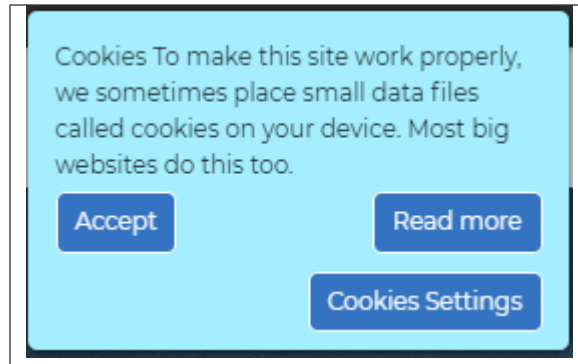 Cookies To make this site work properly,
we sometimes place small data files
called cookies on your device. Most big
websites do this too.
Accept
Read more
Cookies Settings